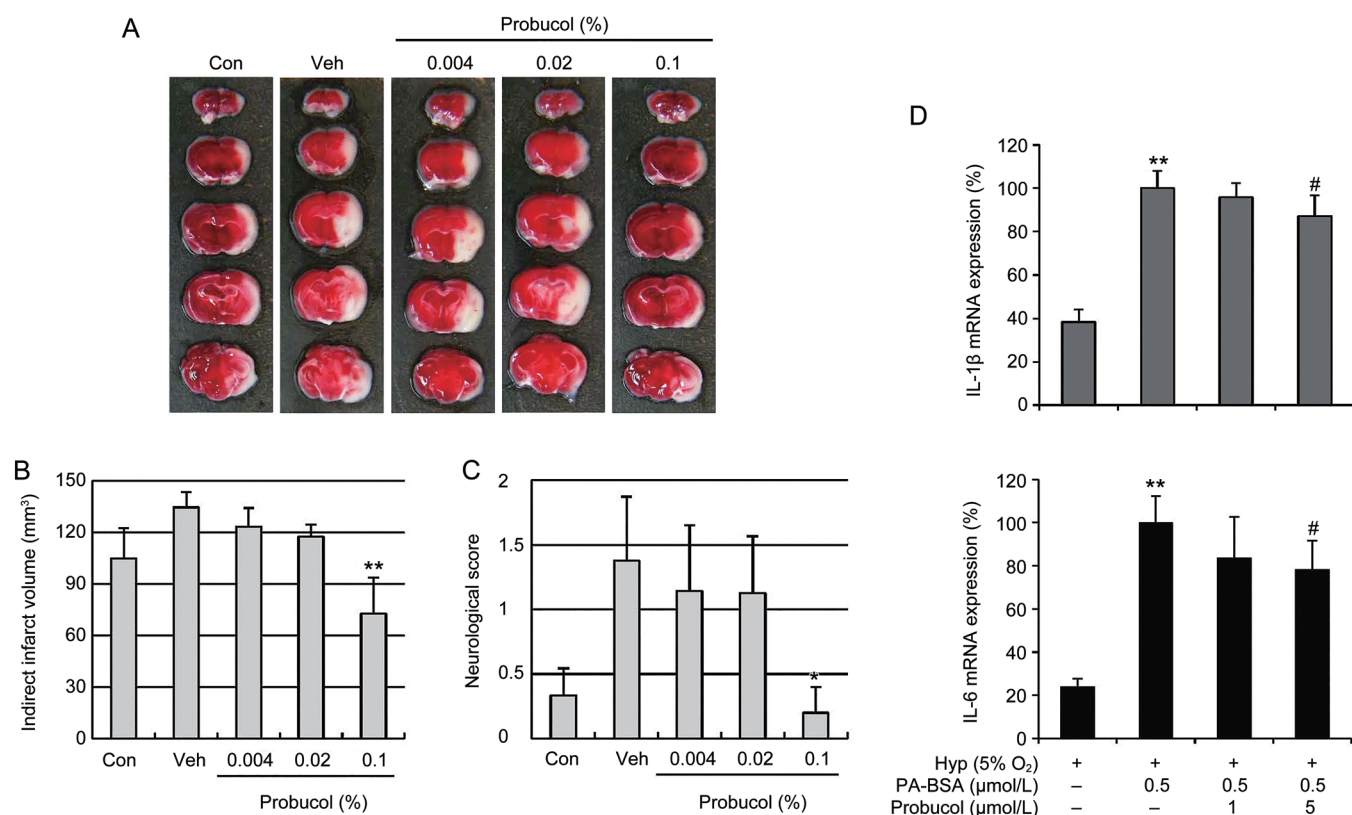 A
Probucol (%)
Con Veh 0.004 0.02 0.1
B
Indirect infarct volume (mm³)
150
120
90
60
30
0
**
Con Veh 0.004 0.02 0.1
Probucol (%)
C
Neurological score
2
1.5
1
0.5
0
*
Con Veh 0.004 0.02 0.1
Probucol (%)
D
IL-1β mRNA expression (%)
120
100
80
60
40
20
0
** #
IL-6 mRNA expression (%)
120
100
80
60
40
20
0
** #
Hyp (5% O₂) + + + +
PA-BSA (μmol/L) – 0.5 0.5 0.5
Probucol (μmol/L) – – 1 5